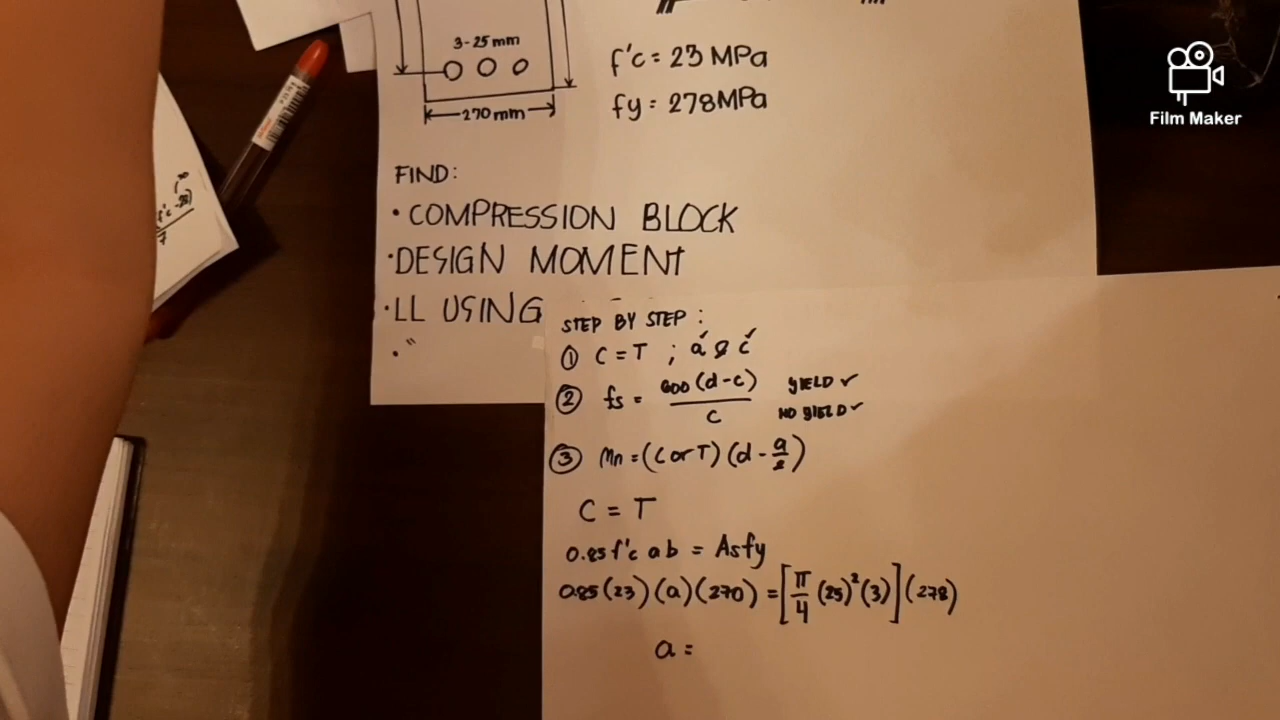 3-25 mm
270 mm
f'c = 23 MPa
fy = 278 MPa
Film Maker
FIND:
• COMPRESSION BLOCK
• DESIGN MOMENT
• LL USING
• "
STEP BY STEP :
① C = T ; a & c
② fs = 600 (d-c) / c YIELD ✓
NO YIELD ✓
③ Mn = (C or T) (d - a/2)
C = T
0.85 f'c a b = As fy
0.85 (23) (a) (270) = [π/4 (25)² (3)] (278)
a =